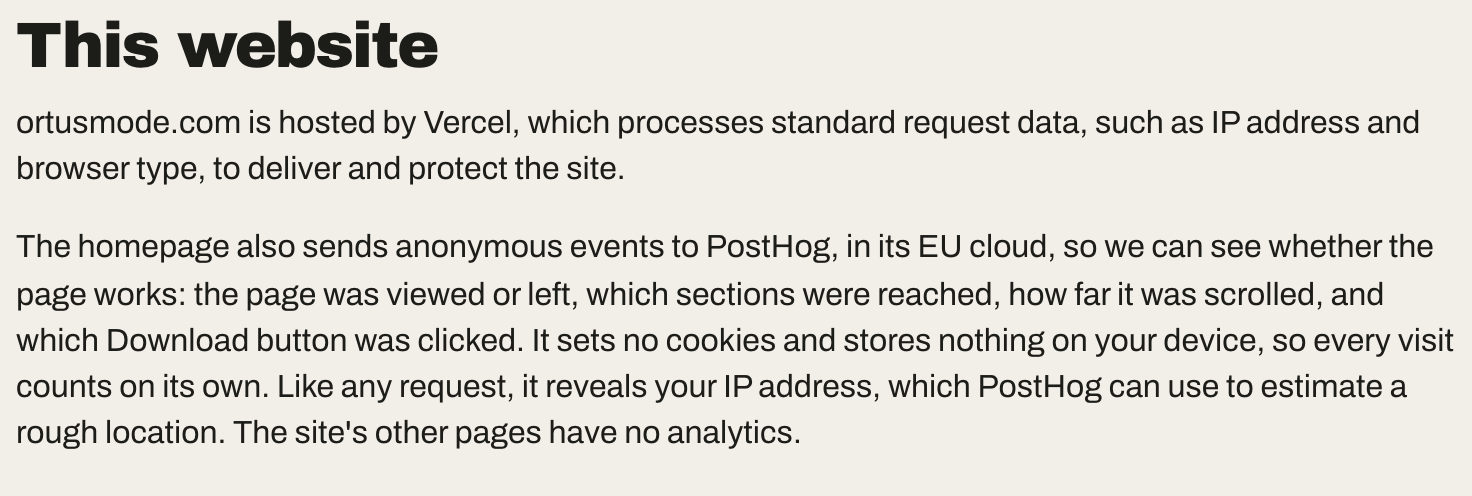 This website
ortusmode.com is hosted by Vercel, which processes standard request data, such as IP address and
browser type, to deliver and protect the site.
The homepage also sends anonymous events to PostHog, in its EU cloud, so we can see whether the
page works: the page was viewed or left, which sections were reached, how far it was scrolled, and
which Download button was clicked. It sets no cookies and stores nothing on your device, so every visit
counts on its own. Like any request, it reveals your IP address, which PostHog can use to estimate a
rough location. The site's other pages have no analytics.